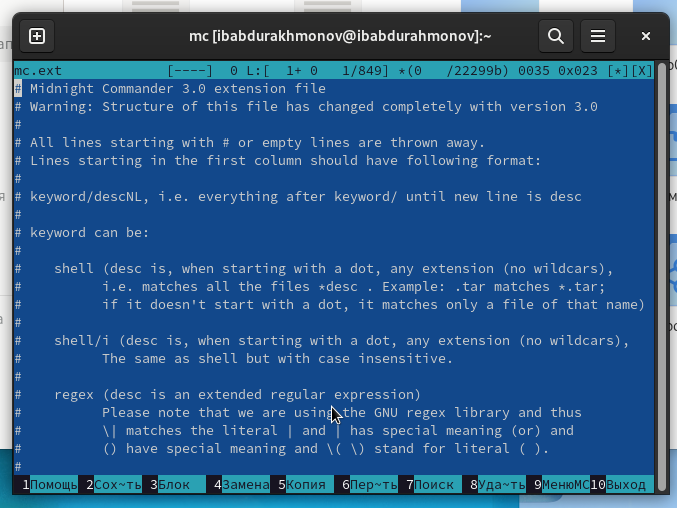 mc [ibabdurakhmonov@ibabdurahmonov]:~
mc.ext [----] 0 L:[ 1+ 0 1/849] *(0 /22299b) 0035 0x023 [*][X]
# Midnight Commander 3.0 extension file
# Warning: Structure of this file has changed completely with version 3.0
#
# All lines starting with # or empty lines are thrown away.
# Lines starting in the first column should have following format:
#
# keyword/descNL, i.e. everything after keyword/ until new line is desc
#
# keyword can be:
#
# shell (desc is, when starting with a dot, any extension (no wildcars),
# i.e. matches all the files *desc . Example: .tar matches *.tar;
# if it doesn't start with a dot, it matches only a file of that name)
#
# shell/i (desc is, when starting with a dot, any extension (no wildcars),
# The same as shell but with case insensitive.
#
# regex (desc is an extended regular expression)
# Please note that we are using the GNU regex library and thus
# \| matches the literal | and | has special meaning (or) and
# () have special meaning and \( \) stand for literal ( ).
#
1Помощь 2Сох~ть 3Блок 4Замена 5Копия 6Пер~ть 7Поиск 8Уда~ть 9МенюMC 10Выход